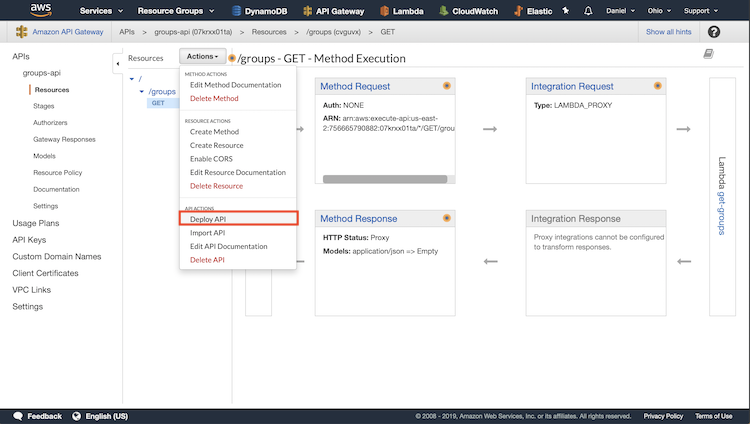 aws
Services
Resource Groups
DynamoDB
API Gateway
Lambda
CloudWatch
Elastic
Daniel
Ohio
Support
Amazon API Gateway
APIs > groups-api (07krxx01ta) > Resources > /groups (cvguvx) > GET
Show all hints
?
APIs
groups-api
Resources
Stages
Authorizers
Gateway Responses
Models
Resource Policy
Documentation
Settings
Usage Plans
API Keys
Custom Domain Names
Client Certificates
VPC Links
Settings
Resources
Actions
/
/groups
GET
METHOD ACTIONS
Edit Method Documentation
Delete Method
RESOURCE ACTIONS
Create Method
Create Resource
Enable CORS
Edit Resource Documentation
Delete Resource
API ACTIONS
Deploy API
Import API
Edit API Documentation
Delete API
/groups - GET - Method Execution
Method Request
Auth: NONE
ARN: arn:aws:execute-api:us-east-
2:756665790882:07krxx01ta/*/GET/grou
Integration Request
Type: LAMBDA_PROXY
Method Response
HTTP Status: Proxy
Models: application/json => Empty
Integration Response
Proxy integrations cannot be configured
to transform responses.
Lambda get-groups
Feedback
English (US)
© 2008 - 2019, Amazon Web Services, Inc. or its affiliates. All rights reserved.
Privacy Policy
Terms of Use